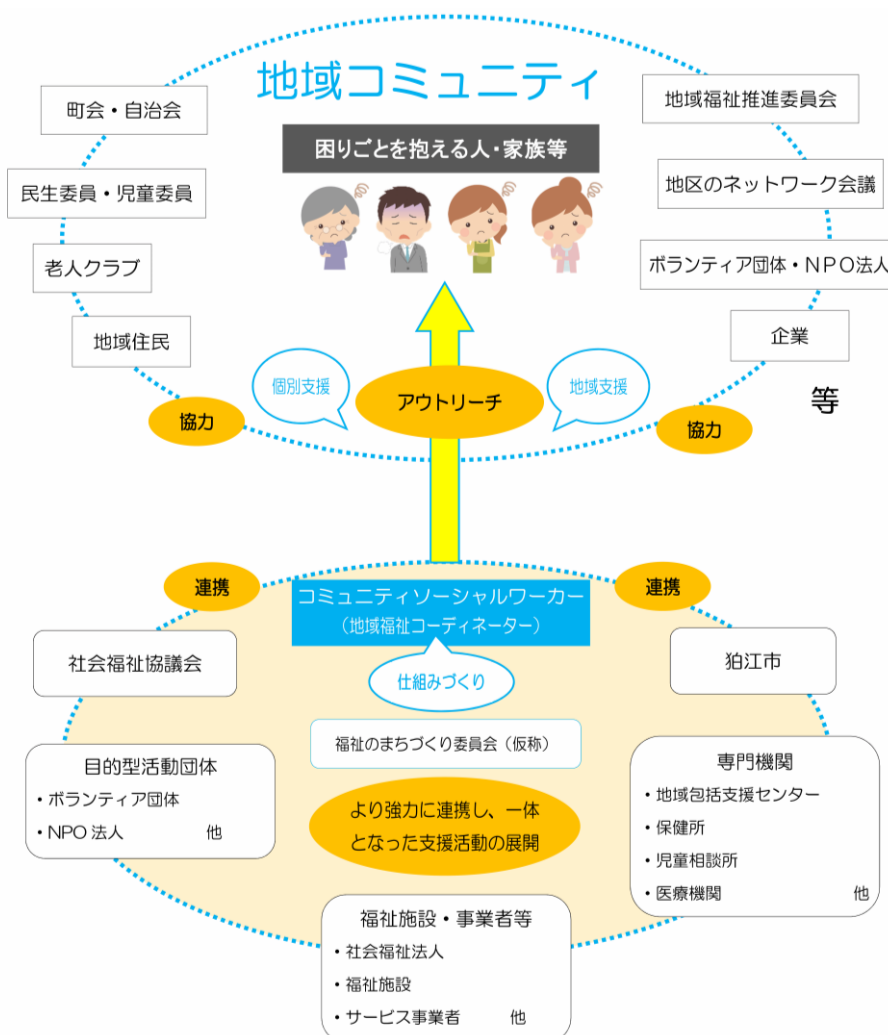 地域コミュニティ
困りごとを抱える人・家族等
町会・自治会
民生委員・児童委員
老人クラブ
地域住民
地域福祉推進委員会
地区のネットワーク会議
ボランティア団体・ＮＰＯ法人
企業
等
個別支援
アウトリーチ
地域支援
協力
協力
連携
連携
コミュニティソーシャルワーカー
（地域福祉コーディネーター）
仕組みづくり
福祉のまちづくり委員会（仮称）
より強力に連携し、一体
となった支援活動の展開
社会福祉協議会
狛江市
目的型活動団体
・ボランティア団体
・NPO 法人 他
専門機関
・地域包括支援センター
・保健所
・児童相談所
・医療機関 他
福祉施設・事業者等
・社会福祉法人
・福祉施設
・サービス事業者 他